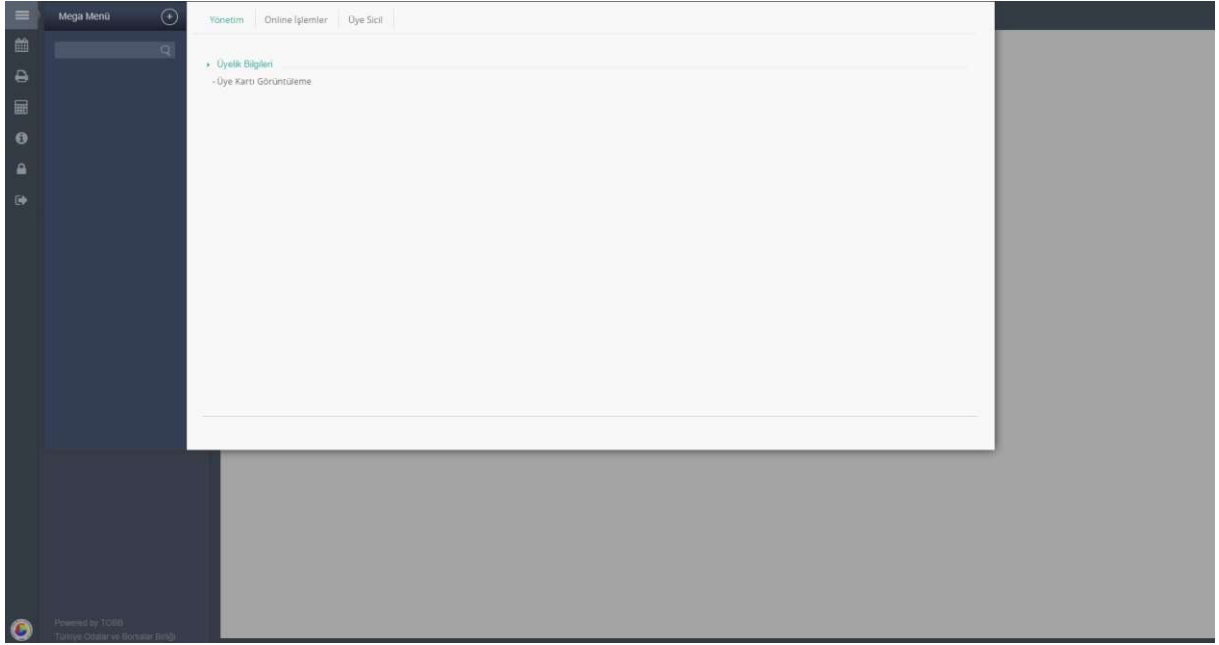 Mega Menü
Yönetim
Online İşlemler
Üye Sicil
Üyelik Bilgileri
- Üye Kartı Görüntüleme
Powered by TOBB
Türkiye Odalar ve Borsalar Birliği